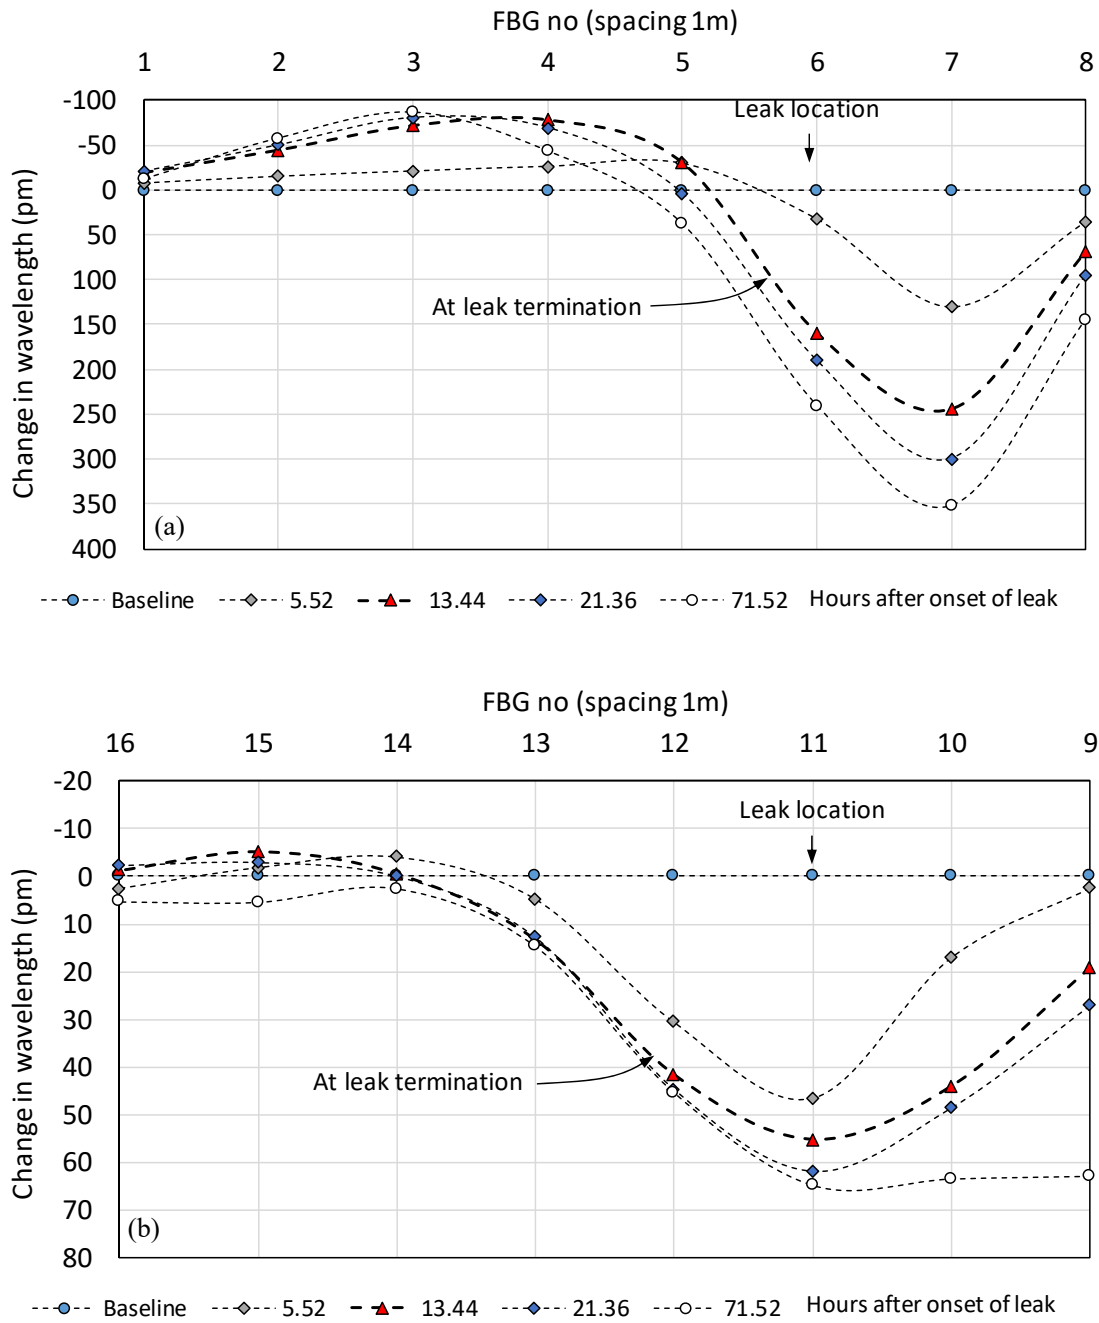 FBG no (spacing 1m)
1 2 3 4 5 6 7 8
Change in wavelength (pm)
-100
-50
0
50
100
150
200
250
300
350
400
Leak location
At leak termination
(a)
Baseline 5.52 13.44 21.36 71.52 Hours after onset of leak
FBG no (spacing 1m)
16 15 14 13 12 11 10 9
Change in wavelength (pm)
-20
-10
0
10
20
30
40
50
60
70
80
Leak location
At leak termination
(b)
Baseline 5.52 13.44 21.36 71.52 Hours after onset of leak